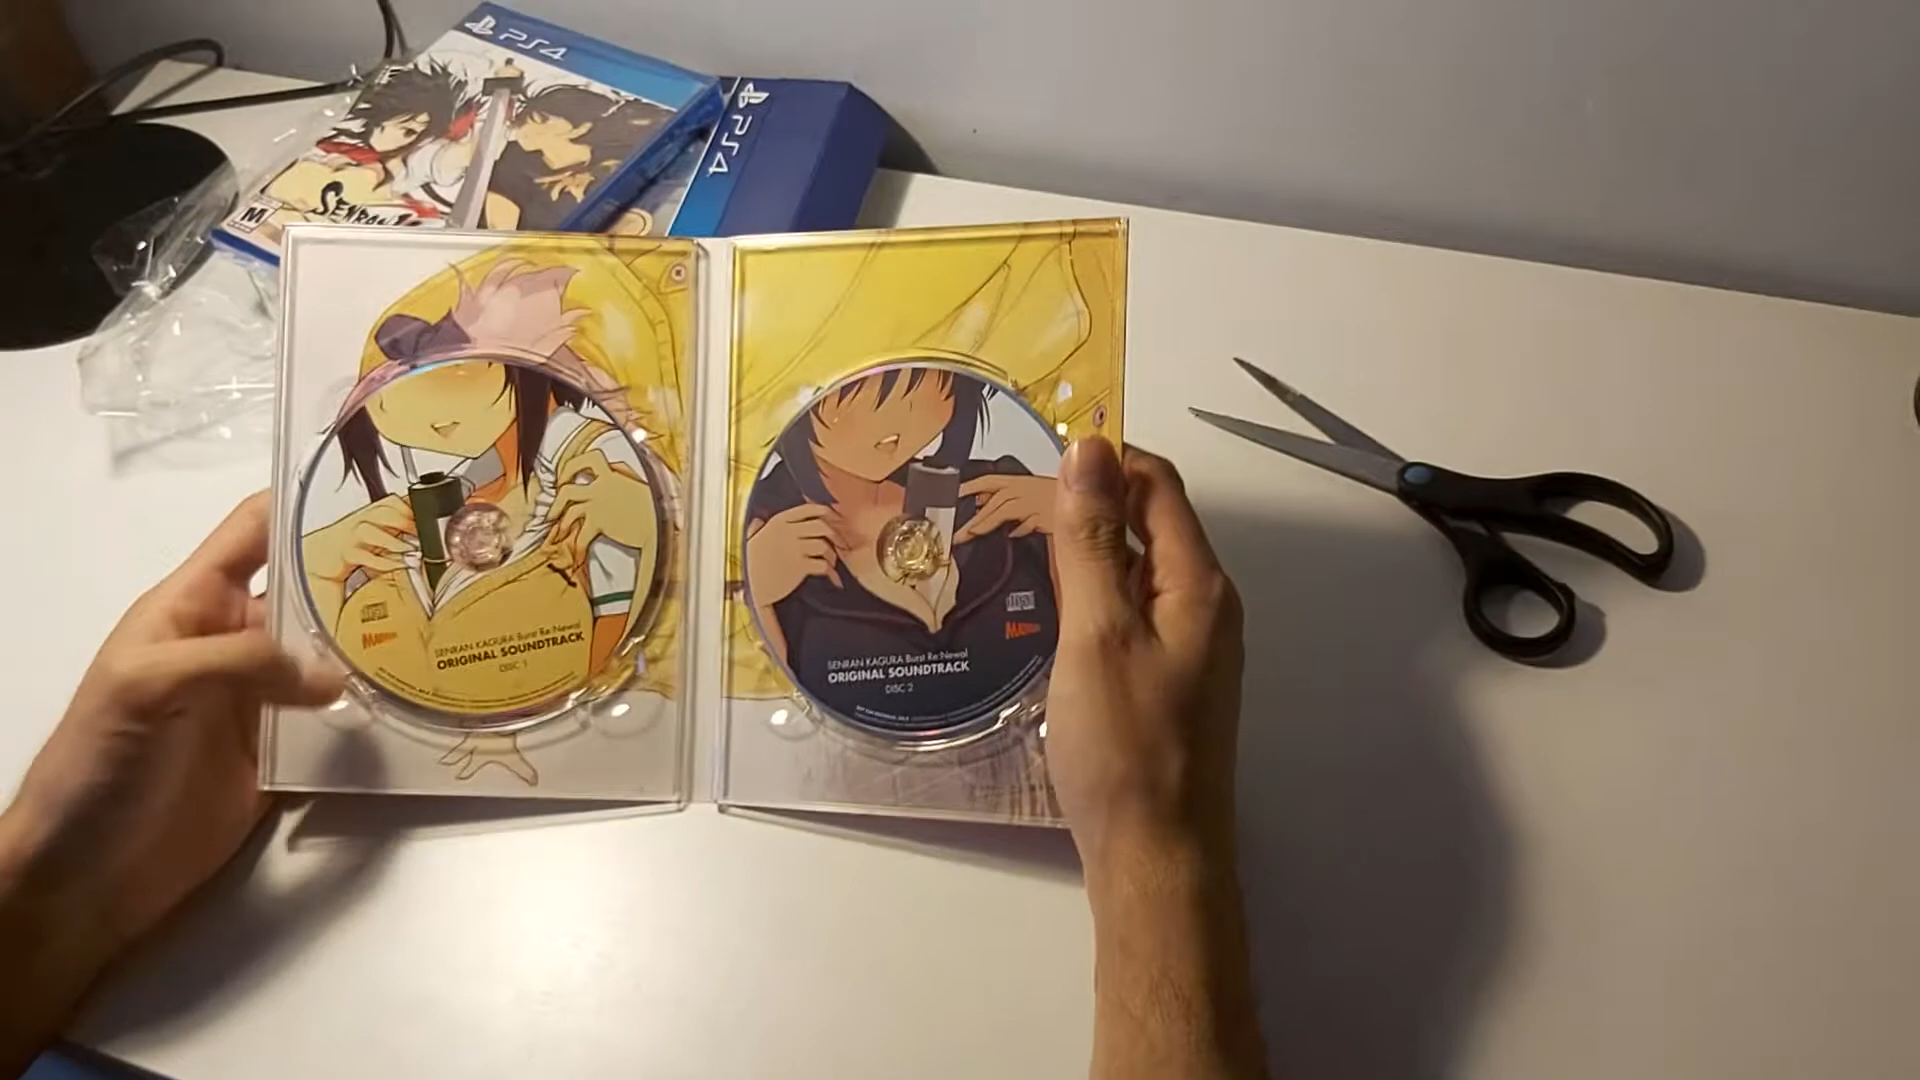 PS4
PS4
SENRAN
M
SENRAN KAGURA Burst Re:Newal
ORIGINAL SOUNDTRACK
DISC 1
SENRAN KAGURA Burst Re:Newal
ORIGINAL SOUNDTRACK
DISC 2